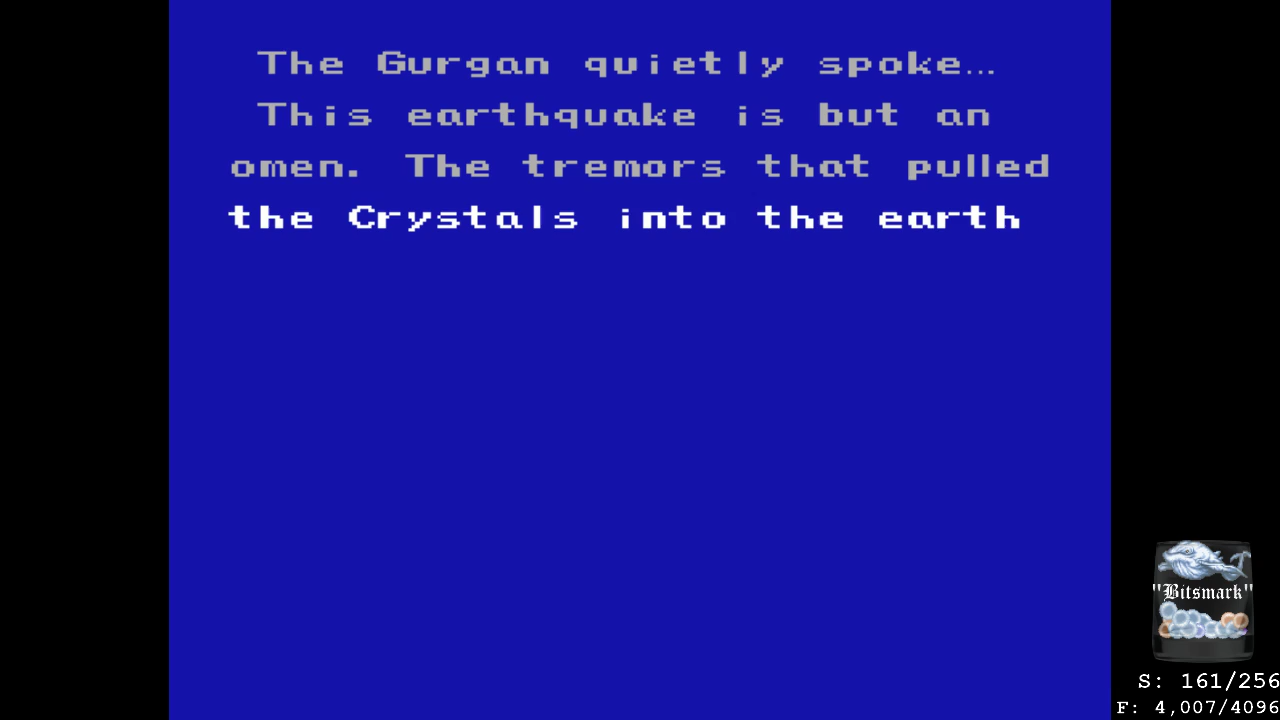 The Gurgan quietly spoke…
This earthquake is but an
omen. The tremors that pulled
the Crystals into the earth
"Bitsmark"
S: 161/256
F: 4,007/4096